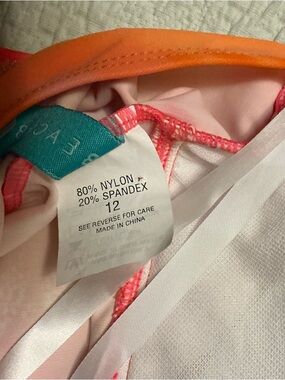 80% NYLON
20% SPANDEX
12
SEE REVERSE FOR CARE
MADE IN CHINA